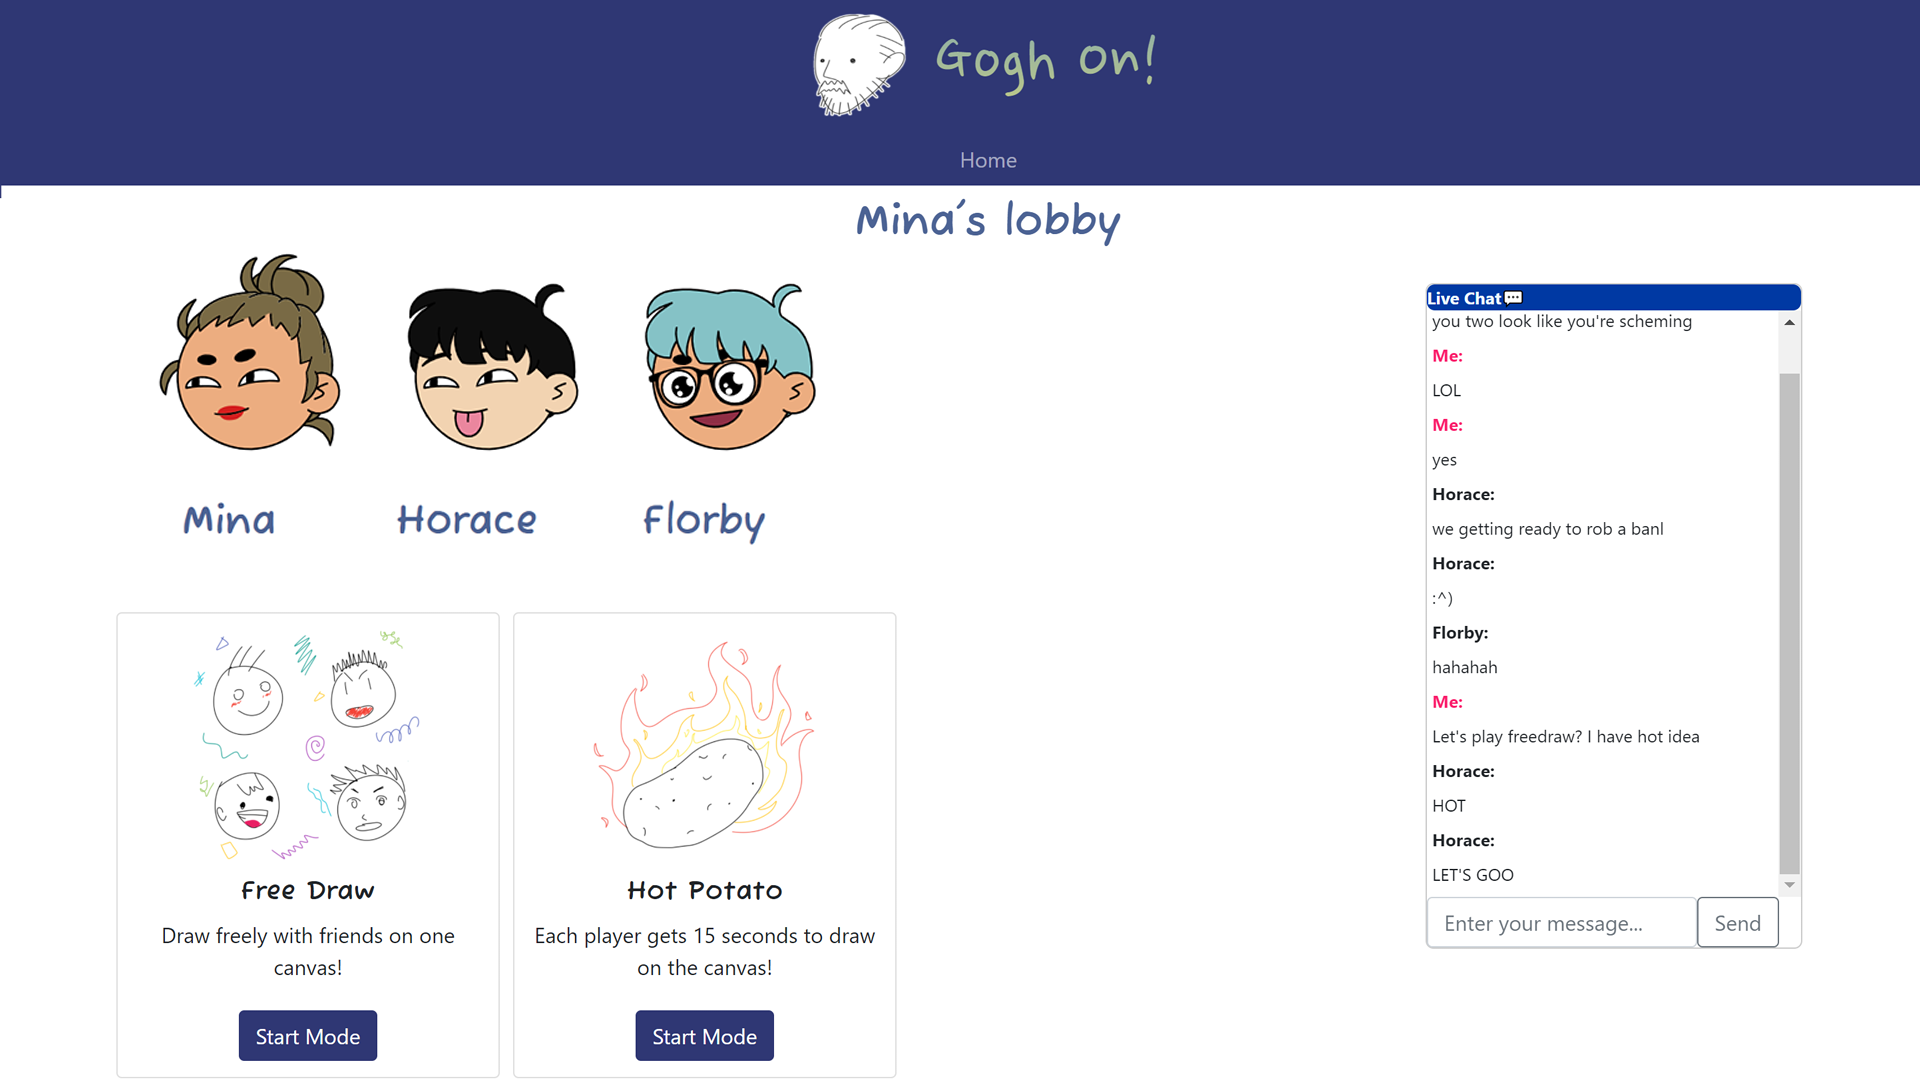 Gogh On!
Home
Mina's lobby
Mina
Horace
Florby
Free Draw
Draw freely with friends on one
canvas!
Start Mode
Hot Potato
Each player gets 15 seconds to draw
on the canvas!
Start Mode
Live Chat
you two look like you're scheming
Me:
LOL
Me:
yes
Horace:
we getting ready to rob a banl
Horace:
:^)
Florby:
hahahah
Me:
Let's play freedraw? I have hot idea
Horace:
HOT
Horace:
LET'S GOO
Enter your message...
Send